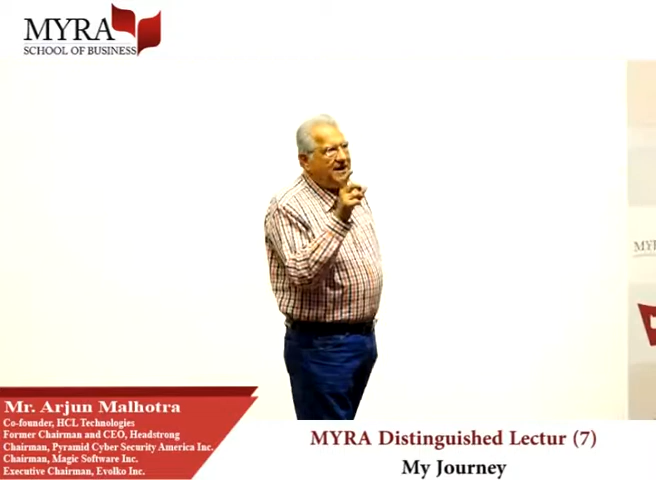 MYRA
SCHOOL OF BUSINESS
MYR
Mr. Arjun Malhotra
Co-founder, HCL Technologies
Former Chairman and CEO, Headstrong
Chairman, Pyramid Cyber Security America Inc.
Chairman, Magic Software Inc.
Executive Chairman, Evolko Inc.
MYRA Distinguished Lectur (7)
My Journey